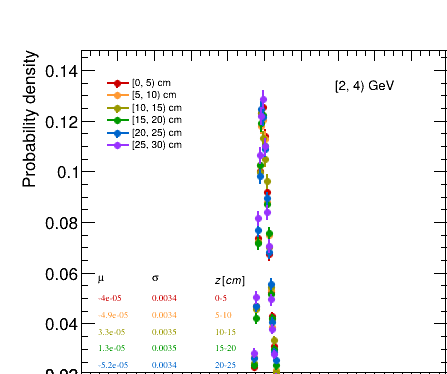 0.14
0.12
0.1
0.08
0.06
0.04
Probability density
[0, 5) cm
[5, 10) cm
[10, 15) cm
[15, 20) cm
[20, 25) cm
[25, 30) cm
[2, 4) GeV
μ σ z [cm]
-4e-05 0.0034 0-5
-4.9e-05 0.0034 5-10
3.3e-05 0.0035 10-15
1.3e-05 0.0035 15-20
-5.2e-05 0.0034 20-25